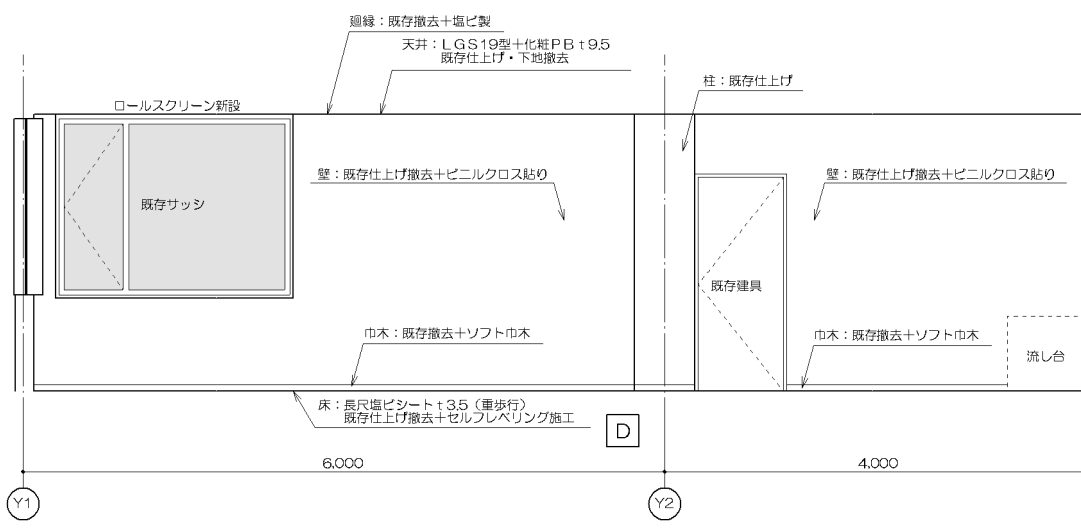 廻縁：既存撤去＋塩ビ製
天井：ＬＧＳ19型＋化粧ＰＢｔ9.5
既存仕上げ・下地撤去
柱：既存仕上げ
ロールスクリーン新設
壁：既存仕上げ撤去＋ビニルクロス貼り
壁：既存仕上げ撤去＋ビニルクロス貼り
既存サッシ
既存建具
巾木：既存撤去＋ソフト巾木
巾木：既存撤去＋ソフト巾木
流し台
床：長尺塩ビシートｔ3.5（重歩行）
既存仕上げ撤去＋セルフレベリング施工
D
6,000
4,000
Y1
Y2